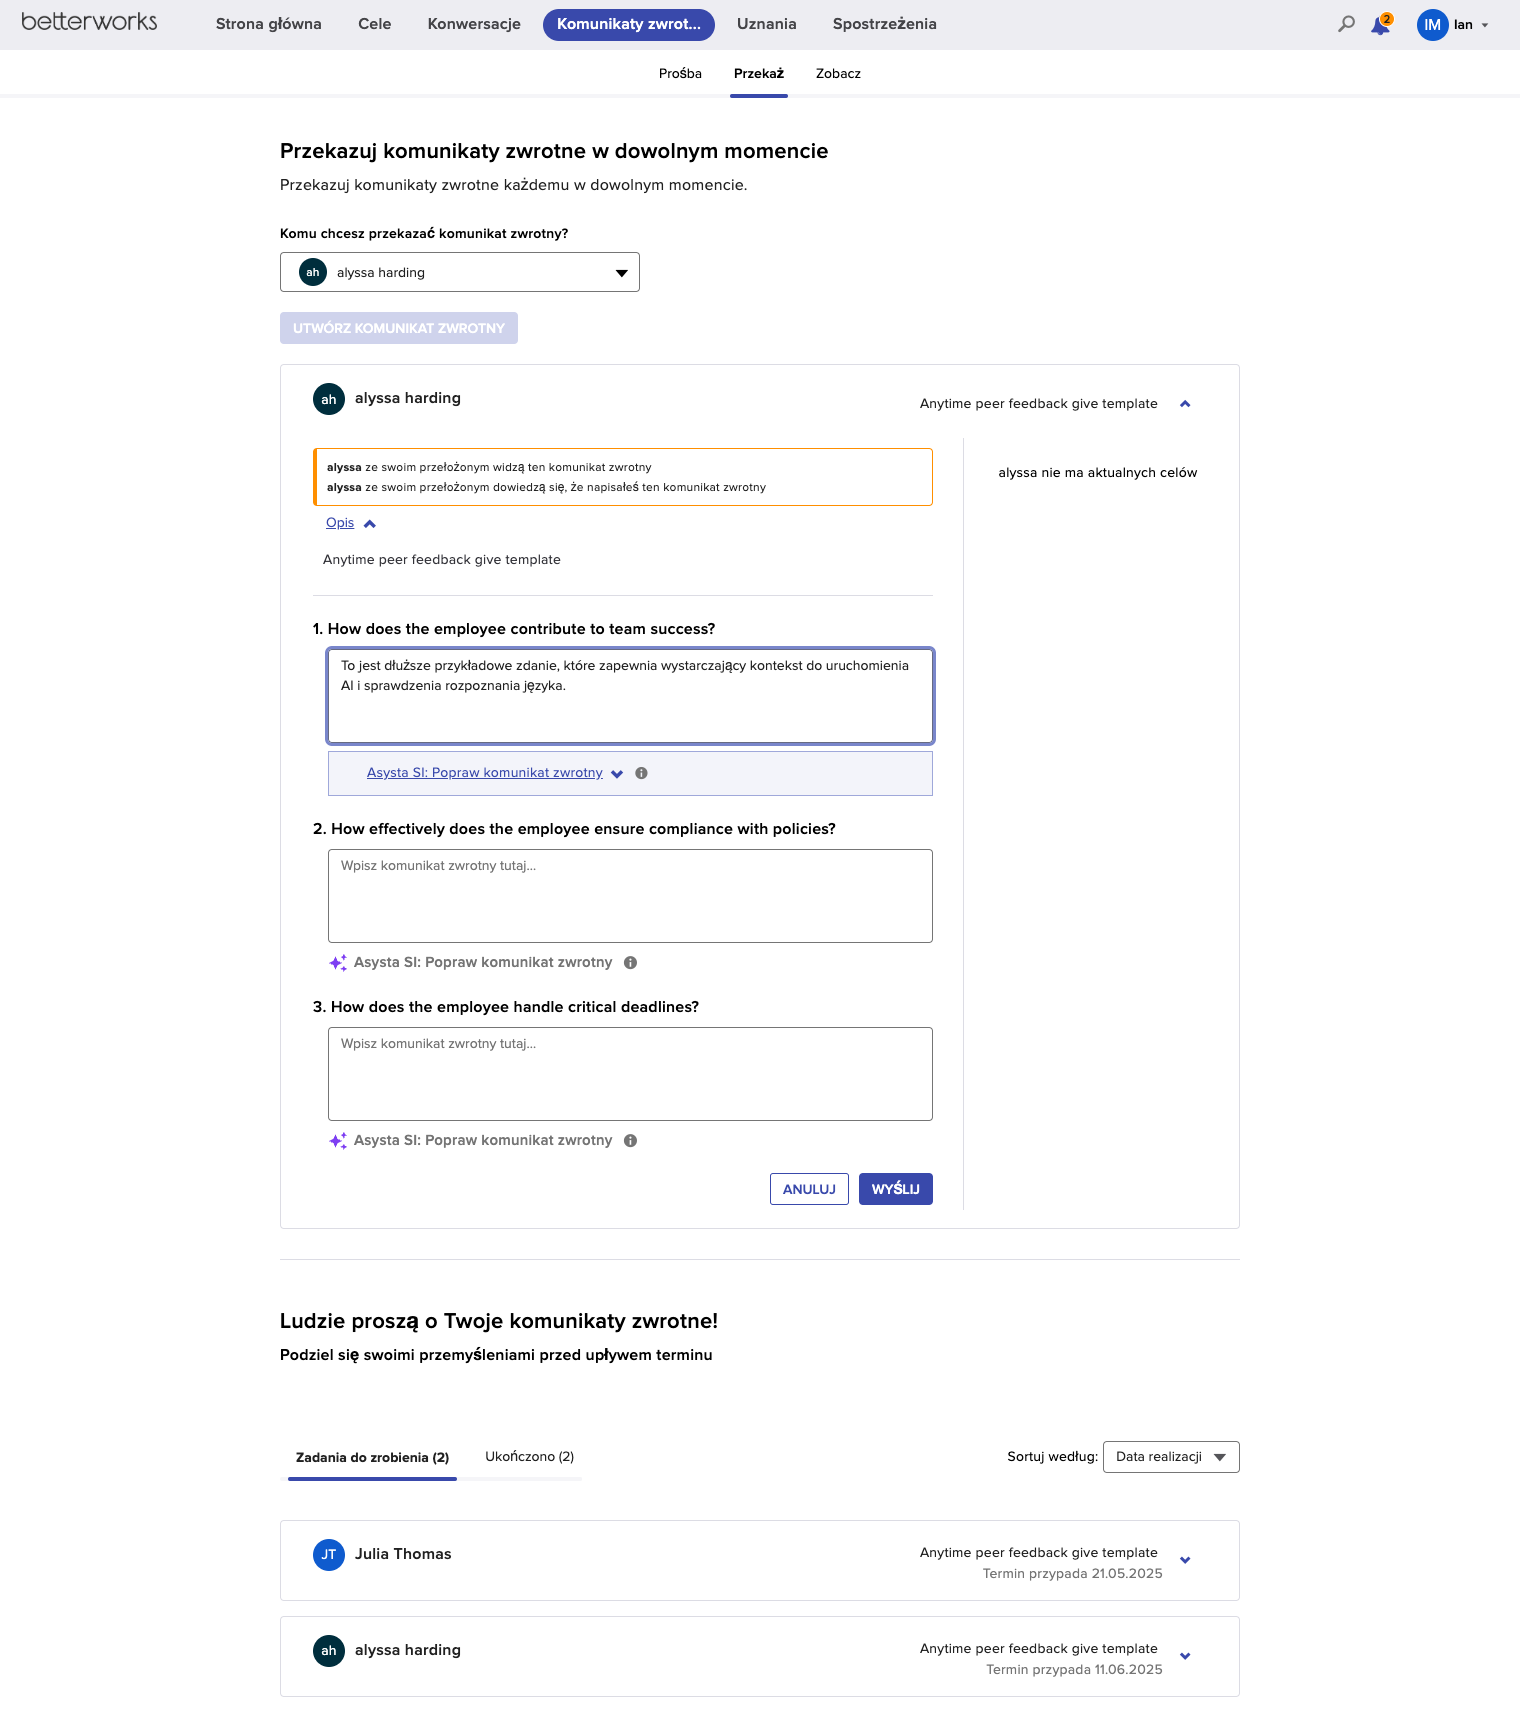 betterworks
Strona główna
Cele
Konwersacje
Komunikaty zwrot...
Uznania
Spostrzeżenia
2
IM
Ian
Prośba
Przekaż
Zobacz
Przekazuj komunikaty zwrotne w dowolnym momencie
Przekazuj komunikaty zwrotne każdemu w dowolnym momencie.
Komu chcesz przekazać komunikat zwrotny?
ah
alyssa harding
UTWÓRZ KOMUNIKAT ZWROTNY
ah
alyssa harding
Anytime peer feedback give template
alyssa ze swoim przełożonym widzą ten komunikat zwrotny
alyssa ze swoim przełożonym dowiedzą się, że napisałeś ten komunikat zwrotny
alyssa nie ma aktualnych celów
Opis
Anytime peer feedback give template
1. How does the employee contribute to team success?
To jest dłuższe przykładowe zdanie, które zapewnia wystarczający kontekst do uruchomienia
AI i sprawdzenia rozpoznania języka.
Asysta SI: Popraw komunikat zwrotny
2. How effectively does the employee ensure compliance with policies?
Wpisz komunikat zwrotny tutaj...
Asysta SI: Popraw komunikat zwrotny
3. How does the employee handle critical deadlines?
Wpisz komunikat zwrotny tutaj...
Asysta SI: Popraw komunikat zwrotny
ANULUJ
WYŚLIJ
Ludzie proszą o Twoje komunikaty zwrotne!
Podziel się swoimi przemyśleniami przed upływem terminu
Zadania do zrobienia (2)
Ukończono (2)
Sortuj według:
Data realizacji
JT
Julia Thomas
Anytime peer feedback give template
Termin przypada 21.05.2025
ah
alyssa harding
Anytime peer feedback give template
Termin przypada 11.06.2025